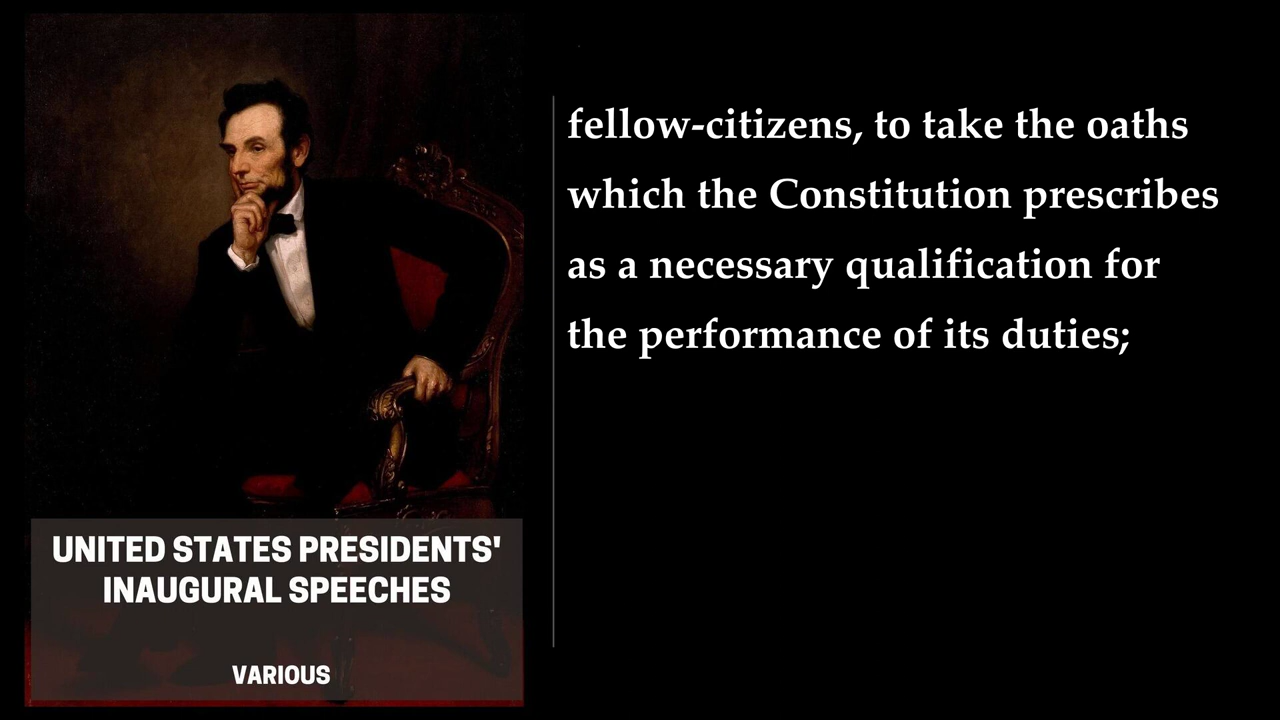 fellow-citizens, to take the oaths
which the Constitution prescribes
as a necessary qualification for
the performance of its duties;
UNITED STATES PRESIDENTS'
INAUGURAL SPEECHES
VARIOUS